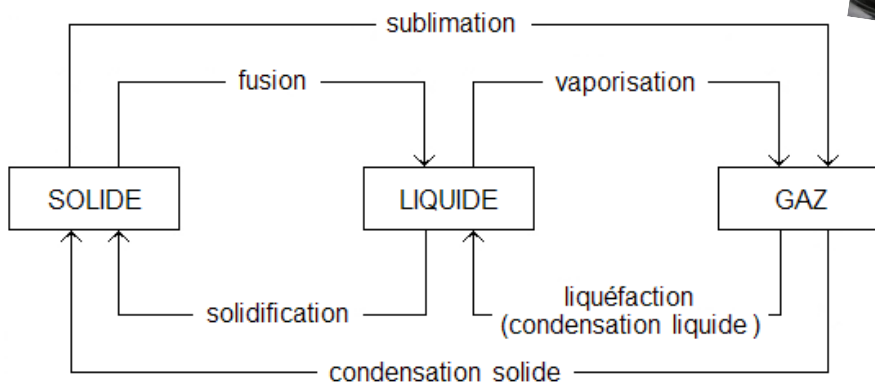 sublimation
fusion
vaporisation
SOLIDE
LIQUIDE
GAZ
solidification
liquéfaction
(condensation liquide)
condensation solide